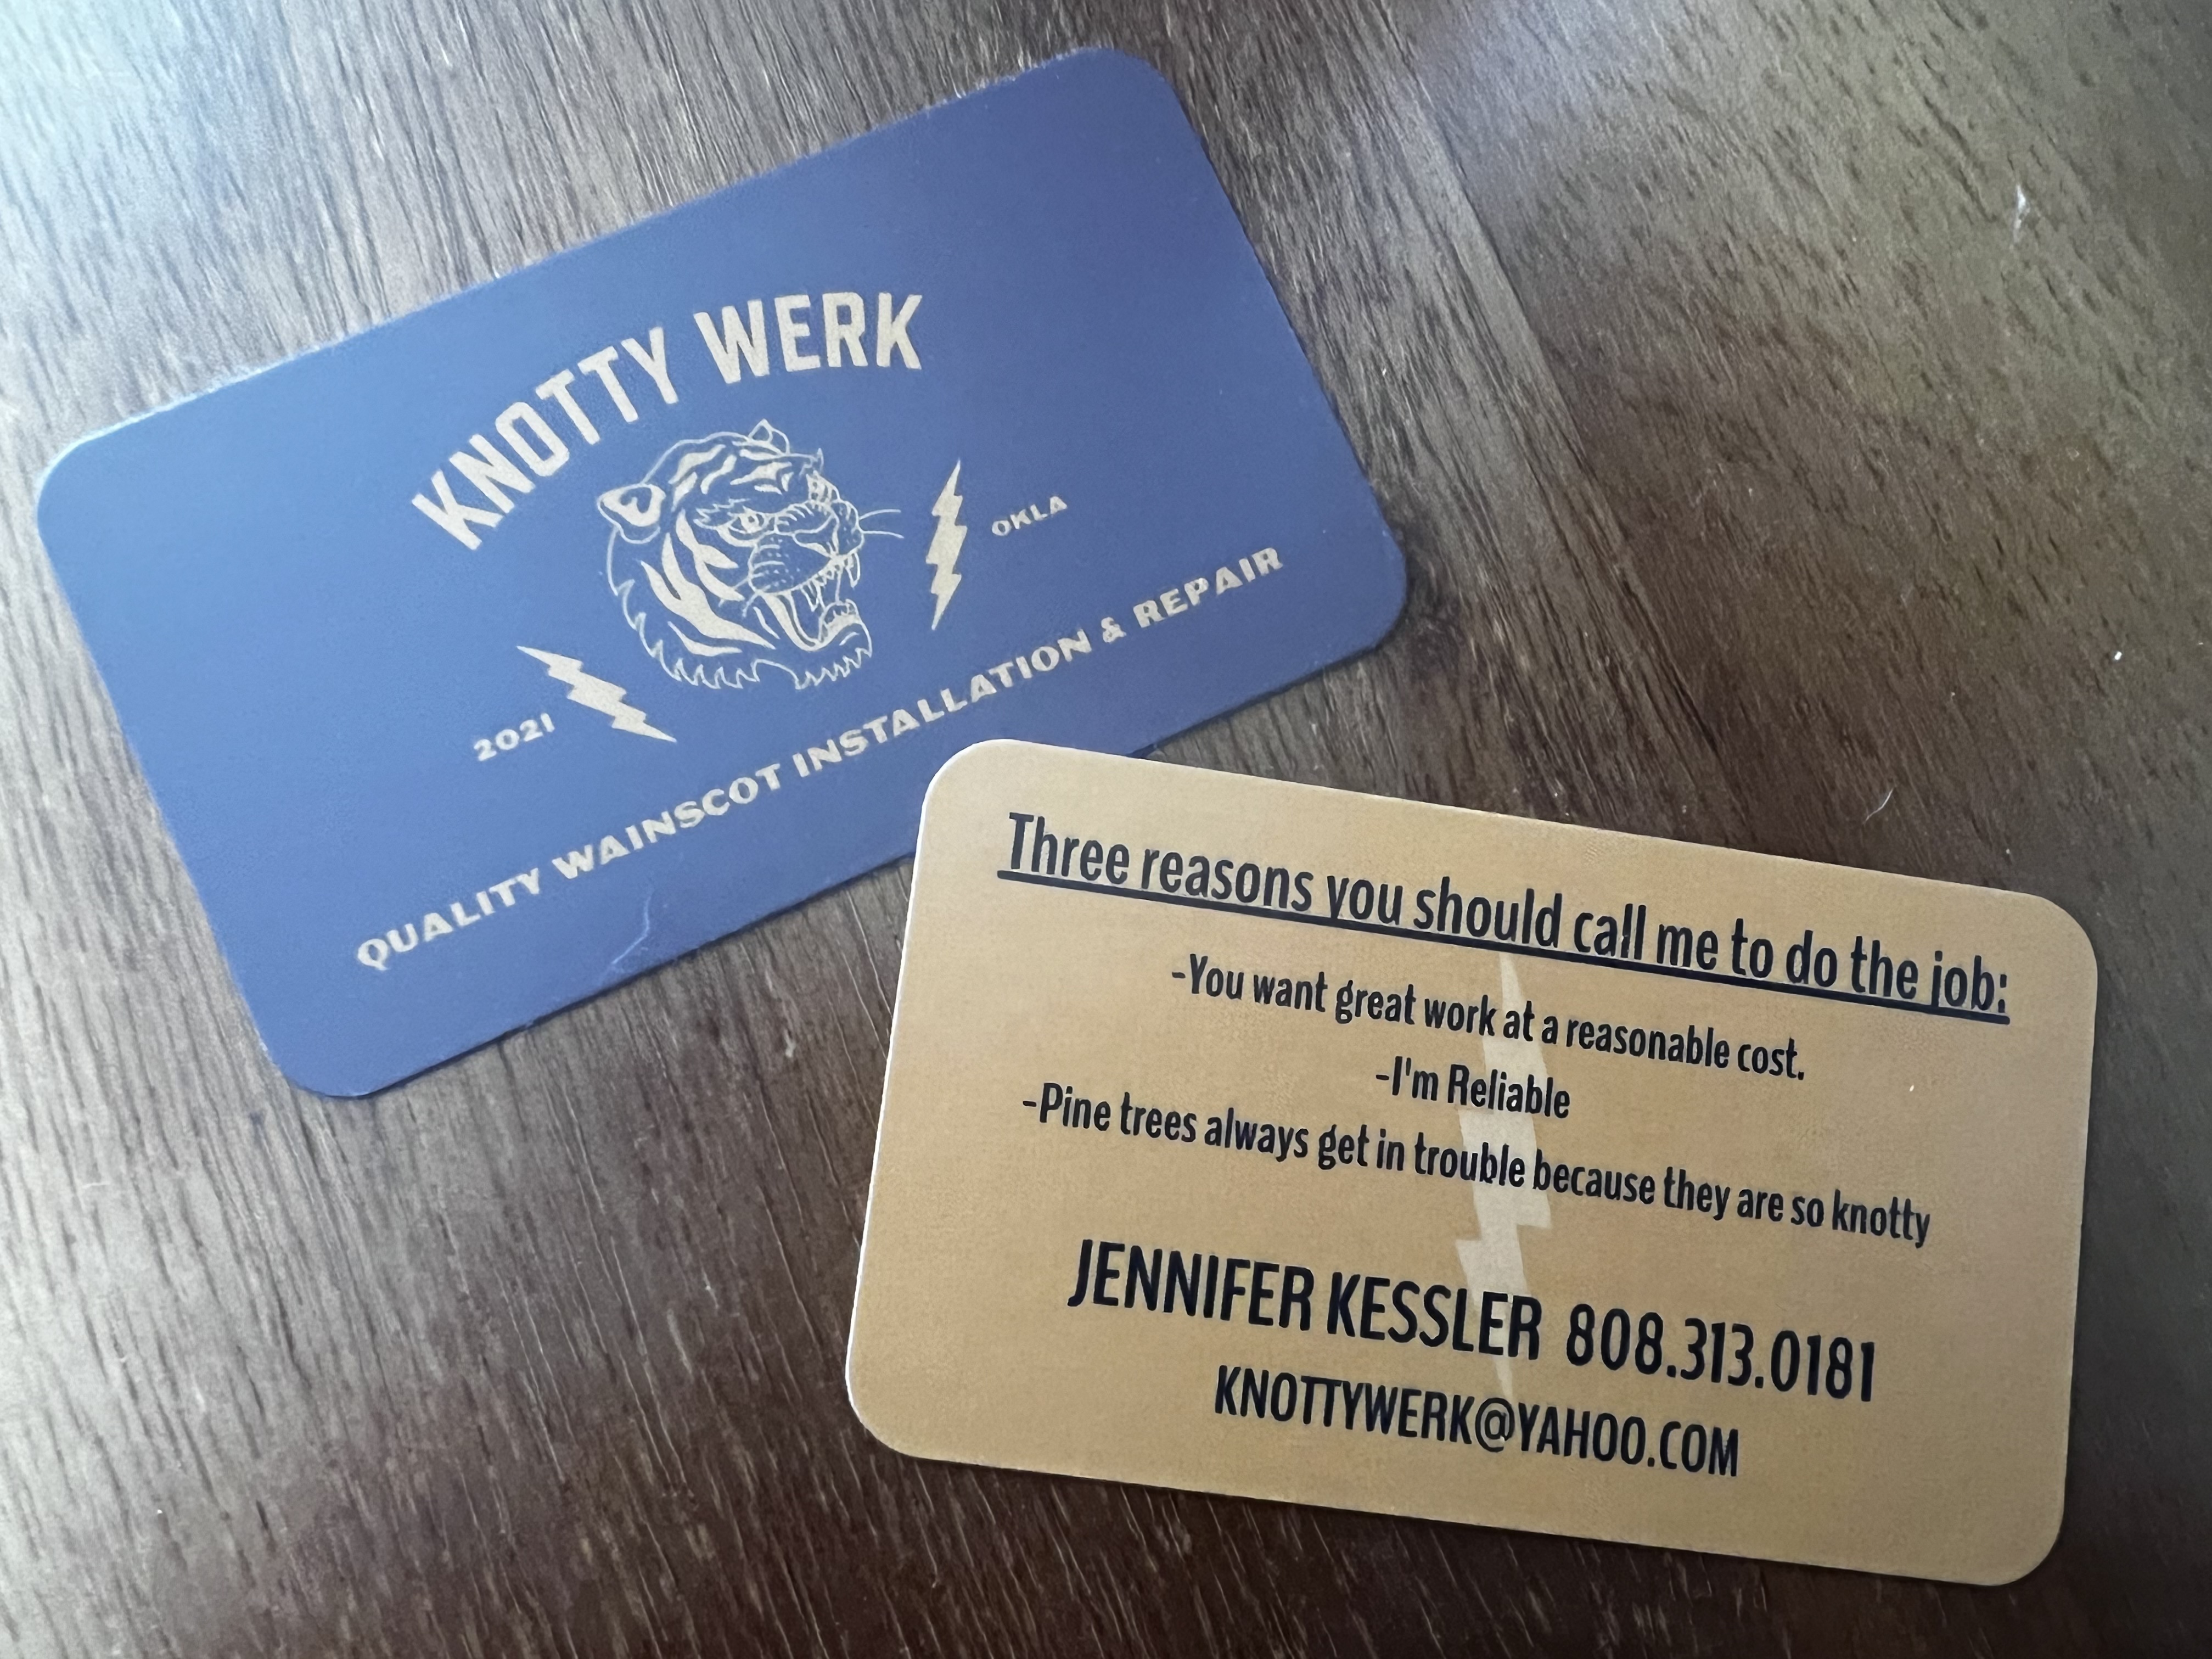 KNOTTY WERK
2021
OKLA
QUALITY WAINSCOT INSTALLATION & REPAIR
Three reasons you should call me to do the job:
-You want great work at a reasonable cost.
-I'm Reliable
-Pine trees always get in trouble because they are so knotty
JENNIFER KESSLER 808.313.0181
KNOTTYWERK@YAHOO.COM